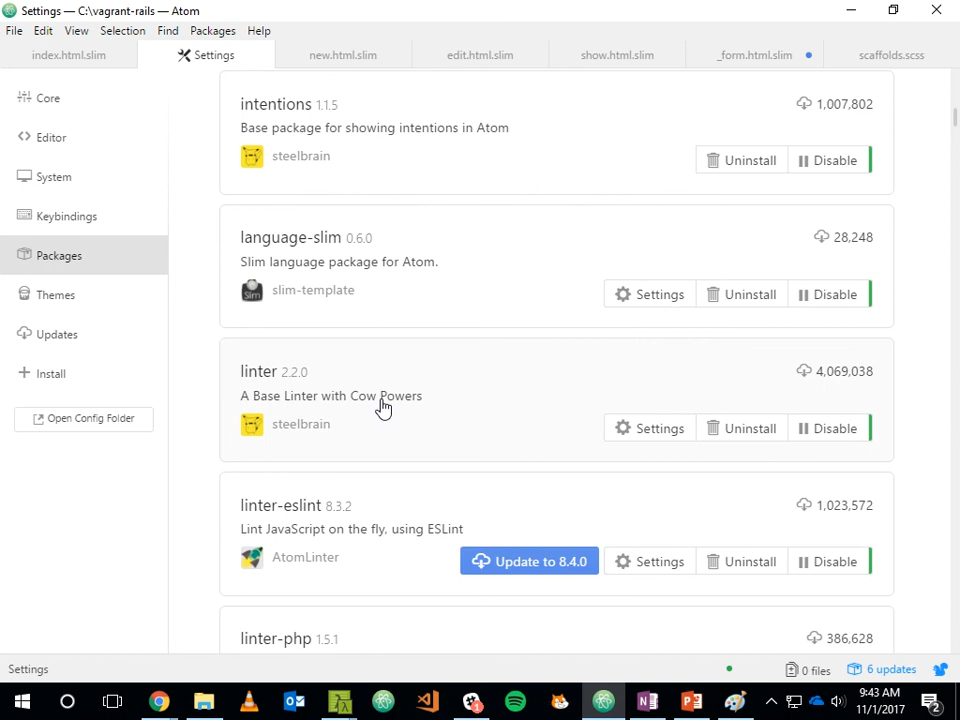 Settings — C:\vagrant-rails — Atom
File Edit View Selection Find Packages Help
index.html.slim Settings new.html.slim edit.html.slim show.html.slim _form.html.slim scaffolds.scss
Core
Editor
System
Keybindings
Packages
Themes
Updates
Install
Open Config Folder
intentions 1.1.5 1,007,802
Base package for showing intentions in Atom
steelbrain
Uninstall Disable
language-slim 0.6.0 28,248
Slim language package for Atom.
Slim slim-template
Settings Uninstall Disable
linter 2.2.0 4,069,038
A Base Linter with Cow Powers
steelbrain
Settings Uninstall Disable
linter-eslint 8.3.2 1,023,572
Lint JavaScript on the fly, using ESLint
AtomLinter
Update to 8.4.0 Settings Uninstall Disable
linter-php 1.5.1 386,628
Settings 0 files 6 updates
9:43 AM
11/1/2017 2